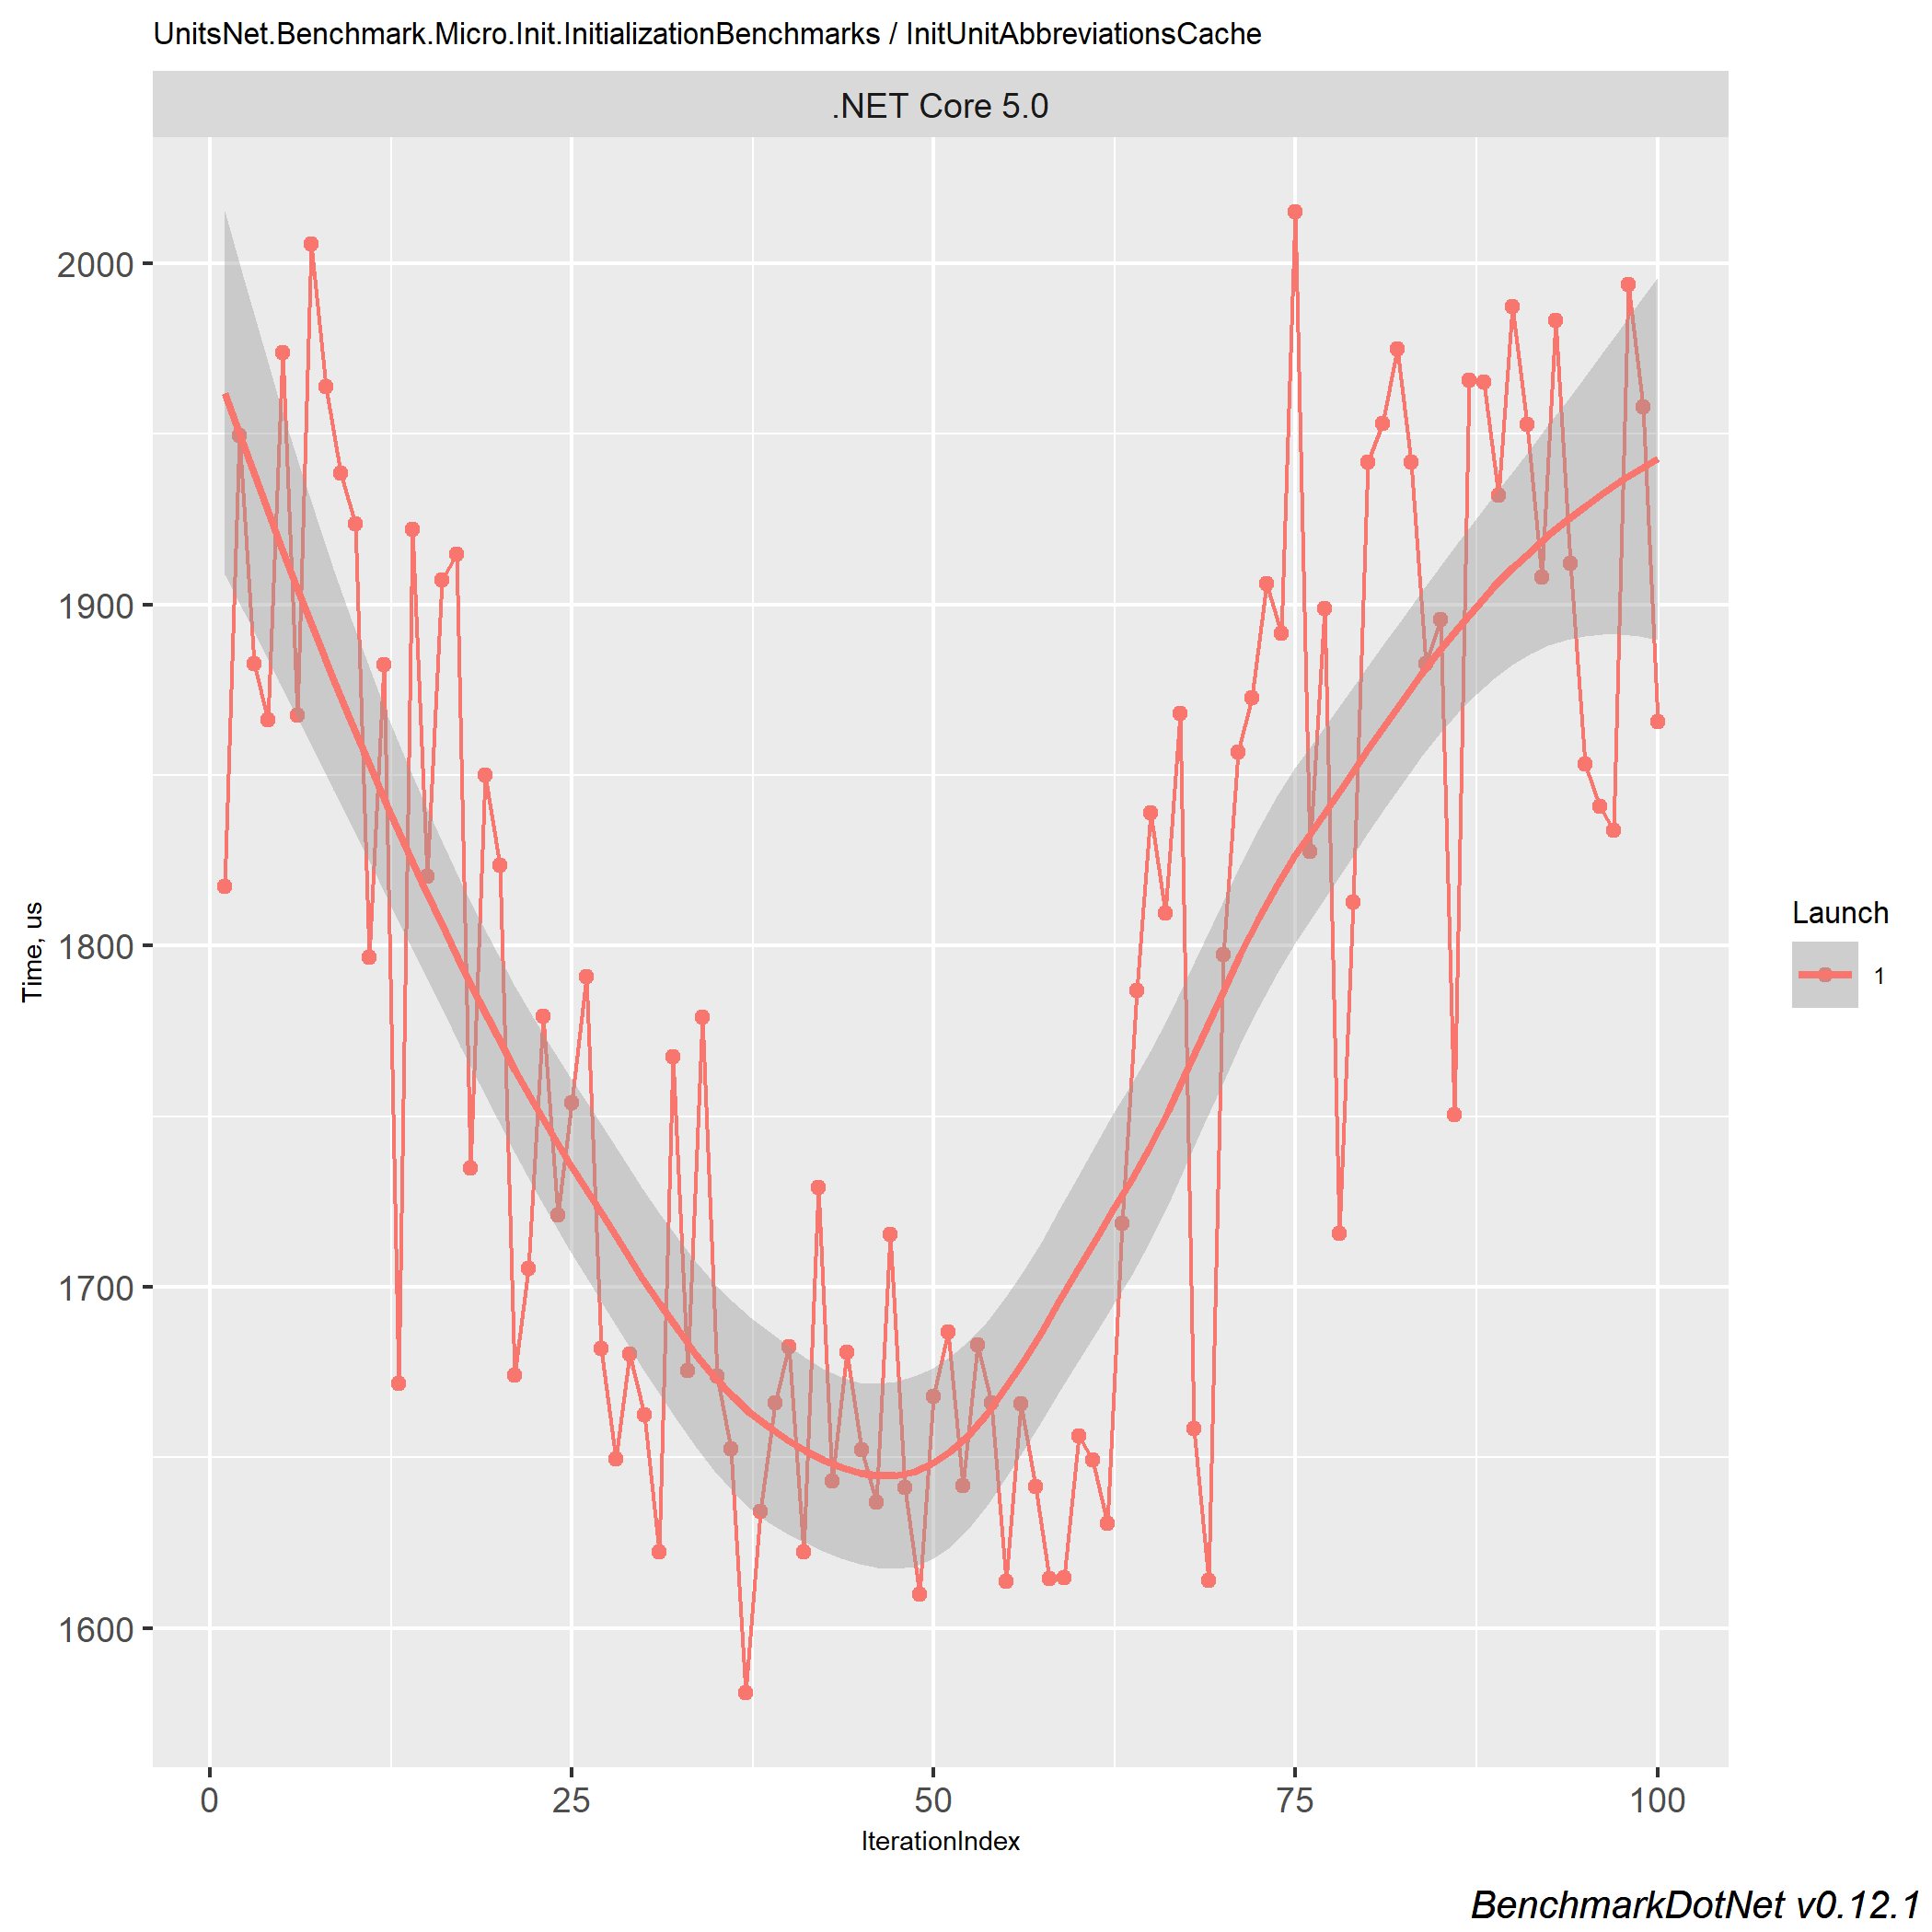 UnitsNet.Benchmark.Micro.Init.InitializationBenchmarks / InitUnitAbbreviationsCache
.NET Core 5.0
2000
1900
1800
1700
1600
Time, us
Launch
1
0 25 50 75 100
IterationIndex
BenchmarkDotNet v0.12.1